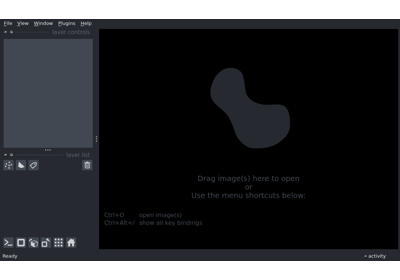 File View Window Plugins Help
layer controls
layer list
Drag image(s) here to open
or
Use the menu shortcuts below:
Ctrl+O open image(s)
Ctrl+Alt+/ show all key bindings
Ready
activity